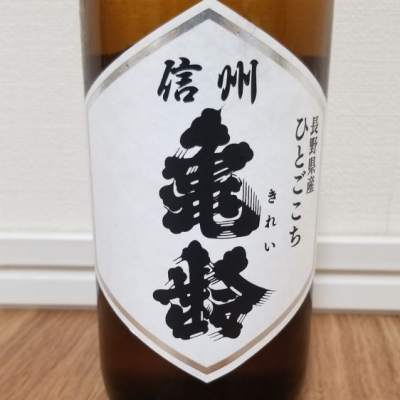 信州
亀齢
きれい
長野県産
ひとごこち